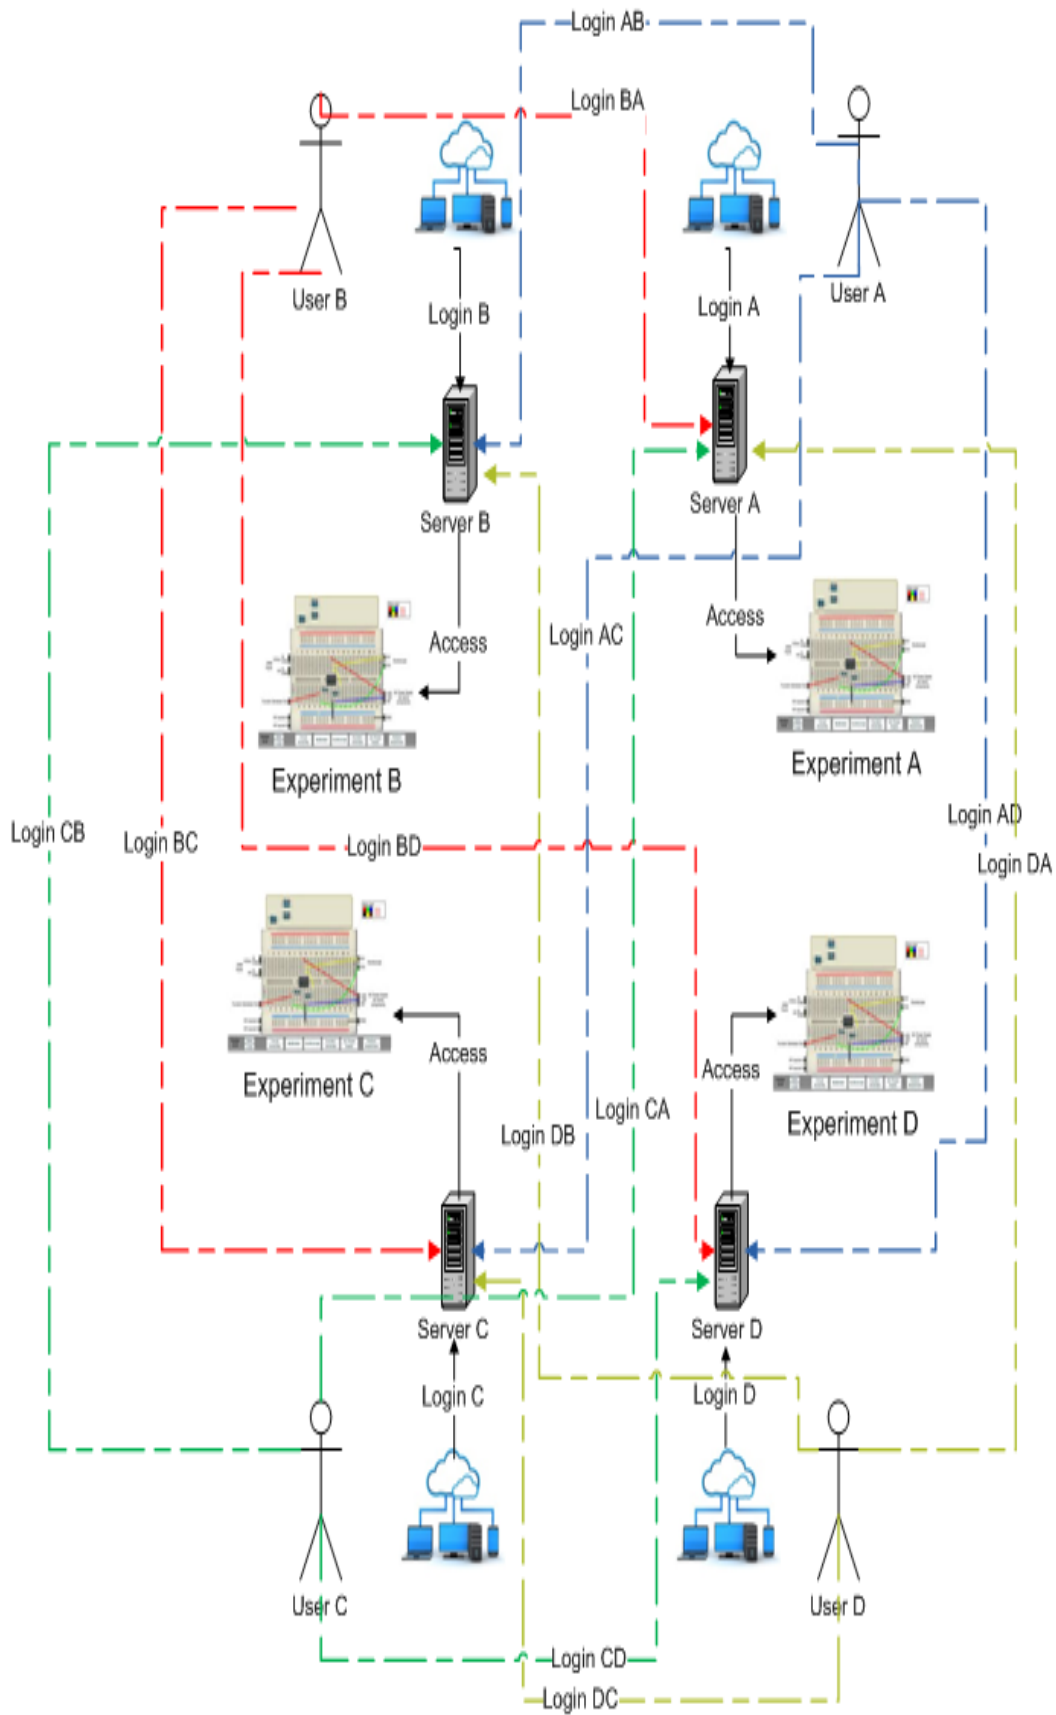 Login AB
Login BA
User B
User A
Login B
Login A
Server B
Server A
Access
Access
Login AC
Experiment B
Experiment A
Login CB
Login BC
Login BD
Login AD
Login DA
Access
Access
Experiment C
Experiment D
Login CA
Login DB
Server C
Server D
Login C
Login D
User C
User D
Login CD
Login DC